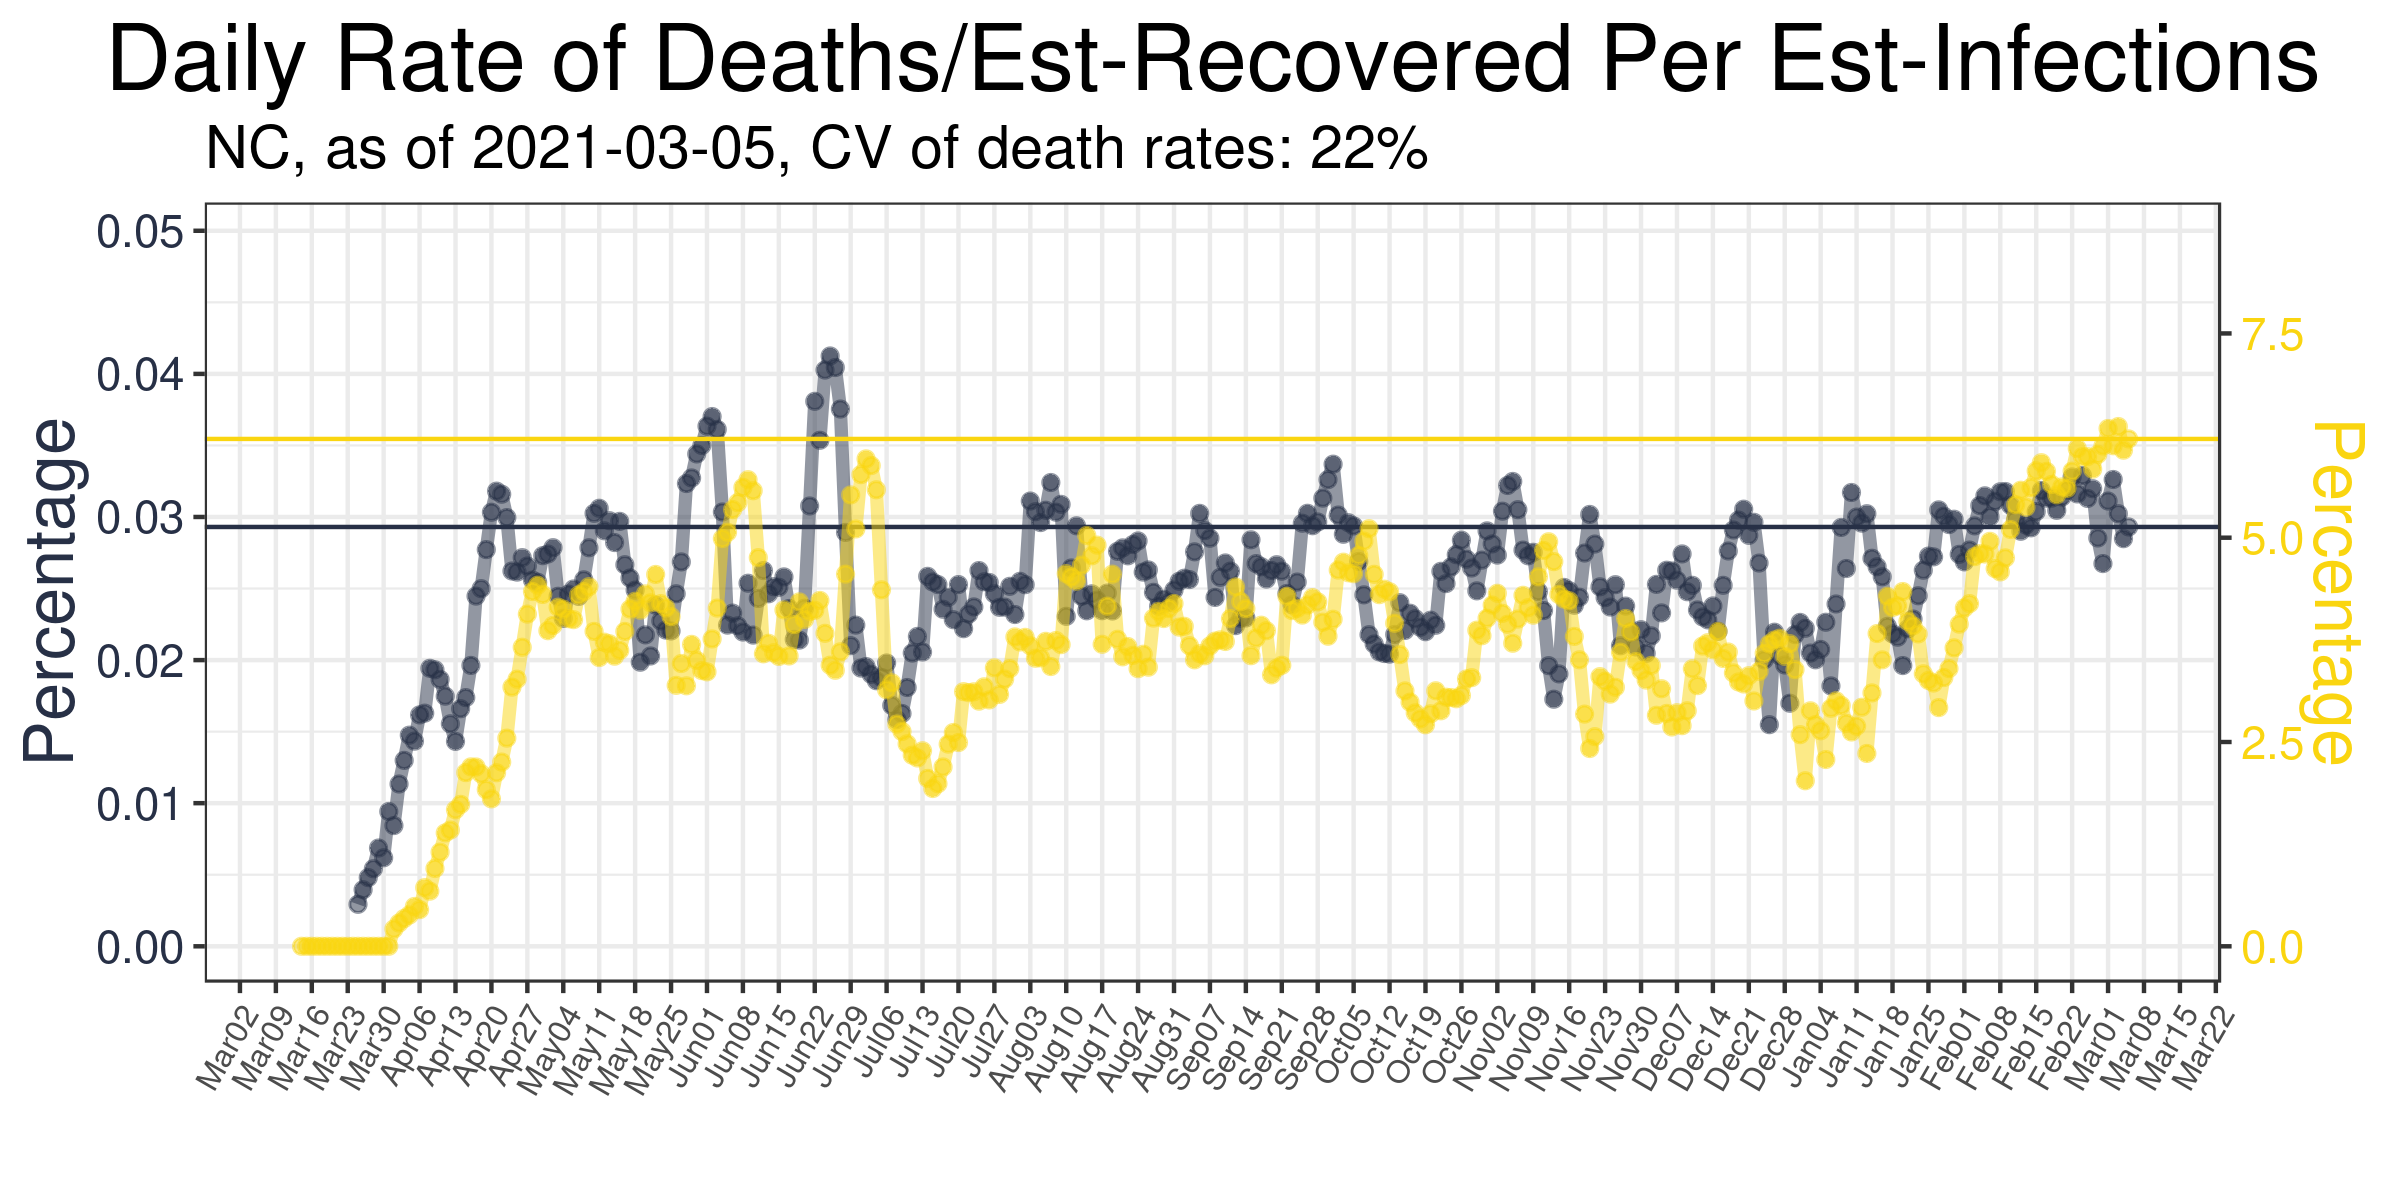 Daily Rate of Deaths/Est-Recovered Per Est-Infections
NC, as of 2021-03-05, CV of death rates: 22%
Percentage
0.05
0.04
0.03
0.02
0.01
0.00
7.5
5.0
2.5
0.0
Percentage
Mar02 Mar09 Mar16 Mar23 Mar30 Apr06 Apr13 Apr20 Apr27 May04 May11 May18 May25 Jun01 Jun08 Jun15 Jun22 Jun29 Jul06 Jul13 Jul20 Jul27 Aug03 Aug10 Aug17 Aug24 Aug31 Sep07 Sep14 Sep21 Sep28 Oct05 Oct12 Oct19 Oct26 Nov02 Nov09 Nov16 Nov23 Nov30 Dec07 Dec14 Dec21 Dec28 Dec04 Jan11 Jan18 Jan25 Feb01 Feb08 Feb15 Feb22 Mar01 Mar08 Mar15 Mar22